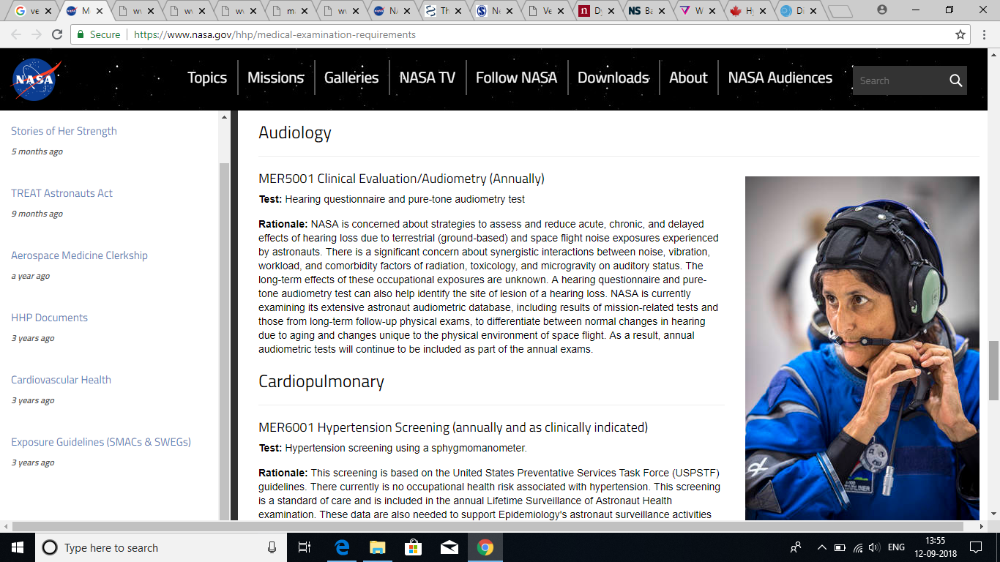 ve
M
wv
wv
wv
ma
wv
NA
Th
Ne
Ve
n
Dy
NS
Ba
W
Hy
Di
Secure
https://www.nasa.gov/hhp/medical-examination-requirements
NASA
Topics
Missions
Galleries
NASA TV
Follow NASA
Downloads
About
NASA Audiences
Search
Stories of Her Strength
5 months ago
TREAT Astronauts Act
9 months ago
Aerospace Medicine Clerkship
a year ago
HHP Documents
3 years ago
Cardiovascular Health
3 years ago
Exposure Guidelines (SMACs & SWEGs)
3 years ago
Audiology
MER5001 Clinical Evaluation/Audiometry (Annually)
Test: Hearing questionnaire and pure-tone audiometry test
Rationale: NASA is concerned about strategies to assess and reduce acute, chronic, and delayed
effects of hearing loss due to terrestrial (ground-based) and space flight noise exposures experienced
by astronauts. There is a significant concern about synergistic interactions between noise, vibration,
workload, and comorbidity factors of radiation, toxicology, and microgravity on auditory status. The
long-term effects of these occupational exposures are unknown. A hearing questionnaire and pure-
tone audiometry test can also help identify the site of lesion of a hearing loss. NASA is currently
examining its extensive astronaut audiometric database, including results of mission-related tests and
those from long-term follow-up physical exams, to differentiate between normal changes in hearing
due to aging and changes unique to the physical environment of space flight. As a result, annual
audiometric tests will continue to be included as part of the annual exams.
Cardiopulmonary
MER6001 Hypertension Screening (annually and as clinically indicated)
Test: Hypertension screening using a sphygmomanometer.
Rationale: This screening is based on the United States Preventative Services Task Force (USPSTF)
guidelines. There currently is no occupational health risk associated with hypertension. This screening
is a standard of care and is included in the annual Lifetime Surveillance of Astronaut Health
examination. These data are also needed to support Epidemiology's astronaut surveillance activities
Type here to search
ENG
13:55
12-09-2018